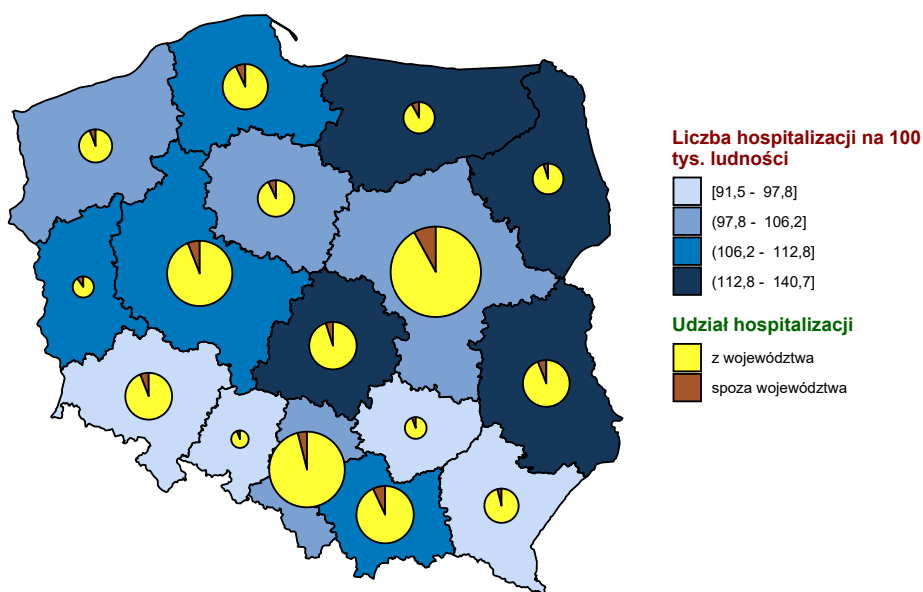 Liczba hospitalizacji na 100
tys. ludności
[91,5 - 97,8]
(97,8 - 106,2]
(106,2 - 112,8]
(112,8 - 140,7]
Udział hospitalizacji
z województwa
spoza województwa